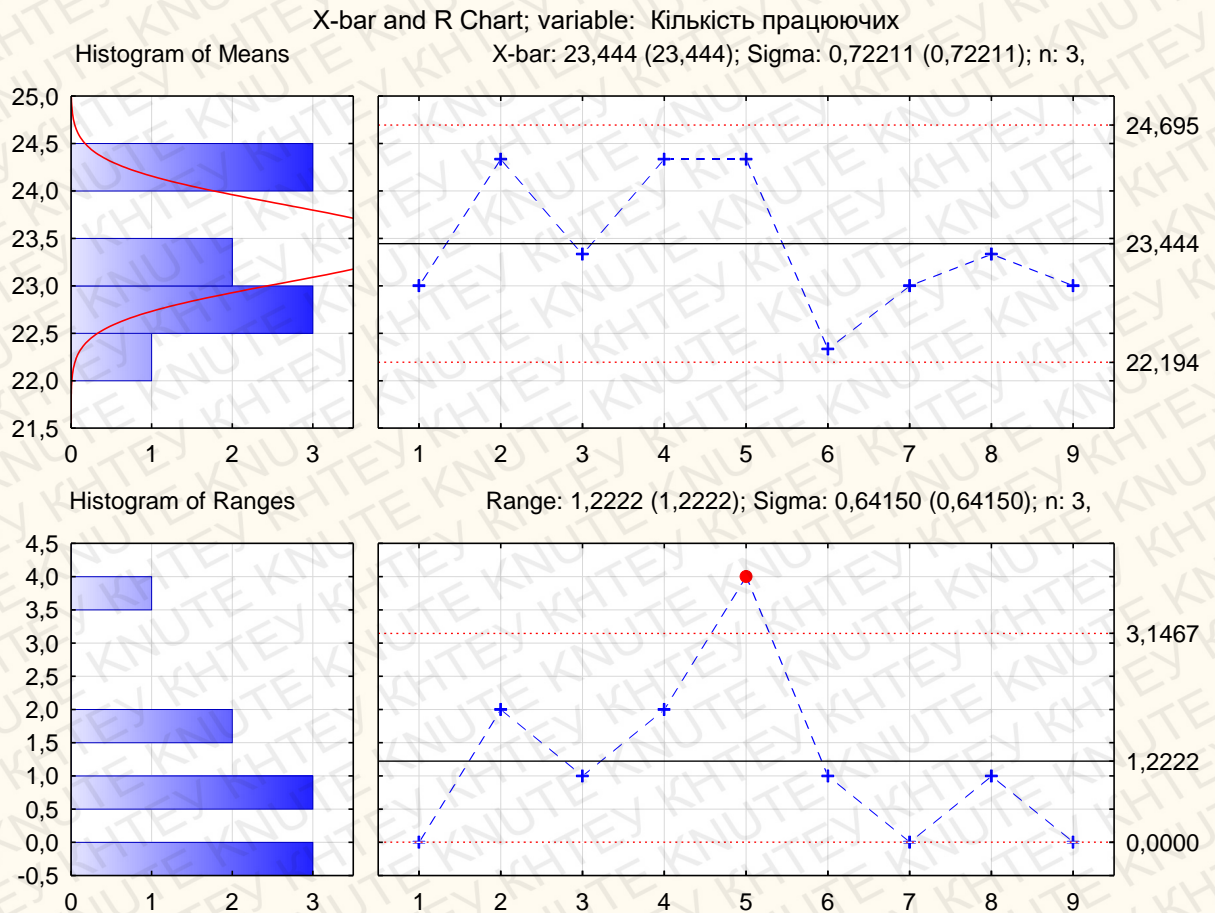 X-bar and R Chart; variable: Кількість працюючих
Histogram of Means
X-bar: 23,444 (23,444); Sigma: 0,72211 (0,72211); n: 3,
25,0
24,5
24,0
23,5
23,0
22,5
22,0
21,5
0 1 2 3
24,695
23,444
22,194
1 2 3 4 5 6 7 8 9
Histogram of Ranges
Range: 1,2222 (1,2222); Sigma: 0,64150 (0,64150); n: 3,
4,5
4,0
3,5
3,0
2,5
2,0
1,5
1,0
0,5
0,0
-0,5
0 1 2 3
3,1467
1,2222
0,0000
1 2 3 4 5 6 7 8 9
КНТЕУ KNUTE